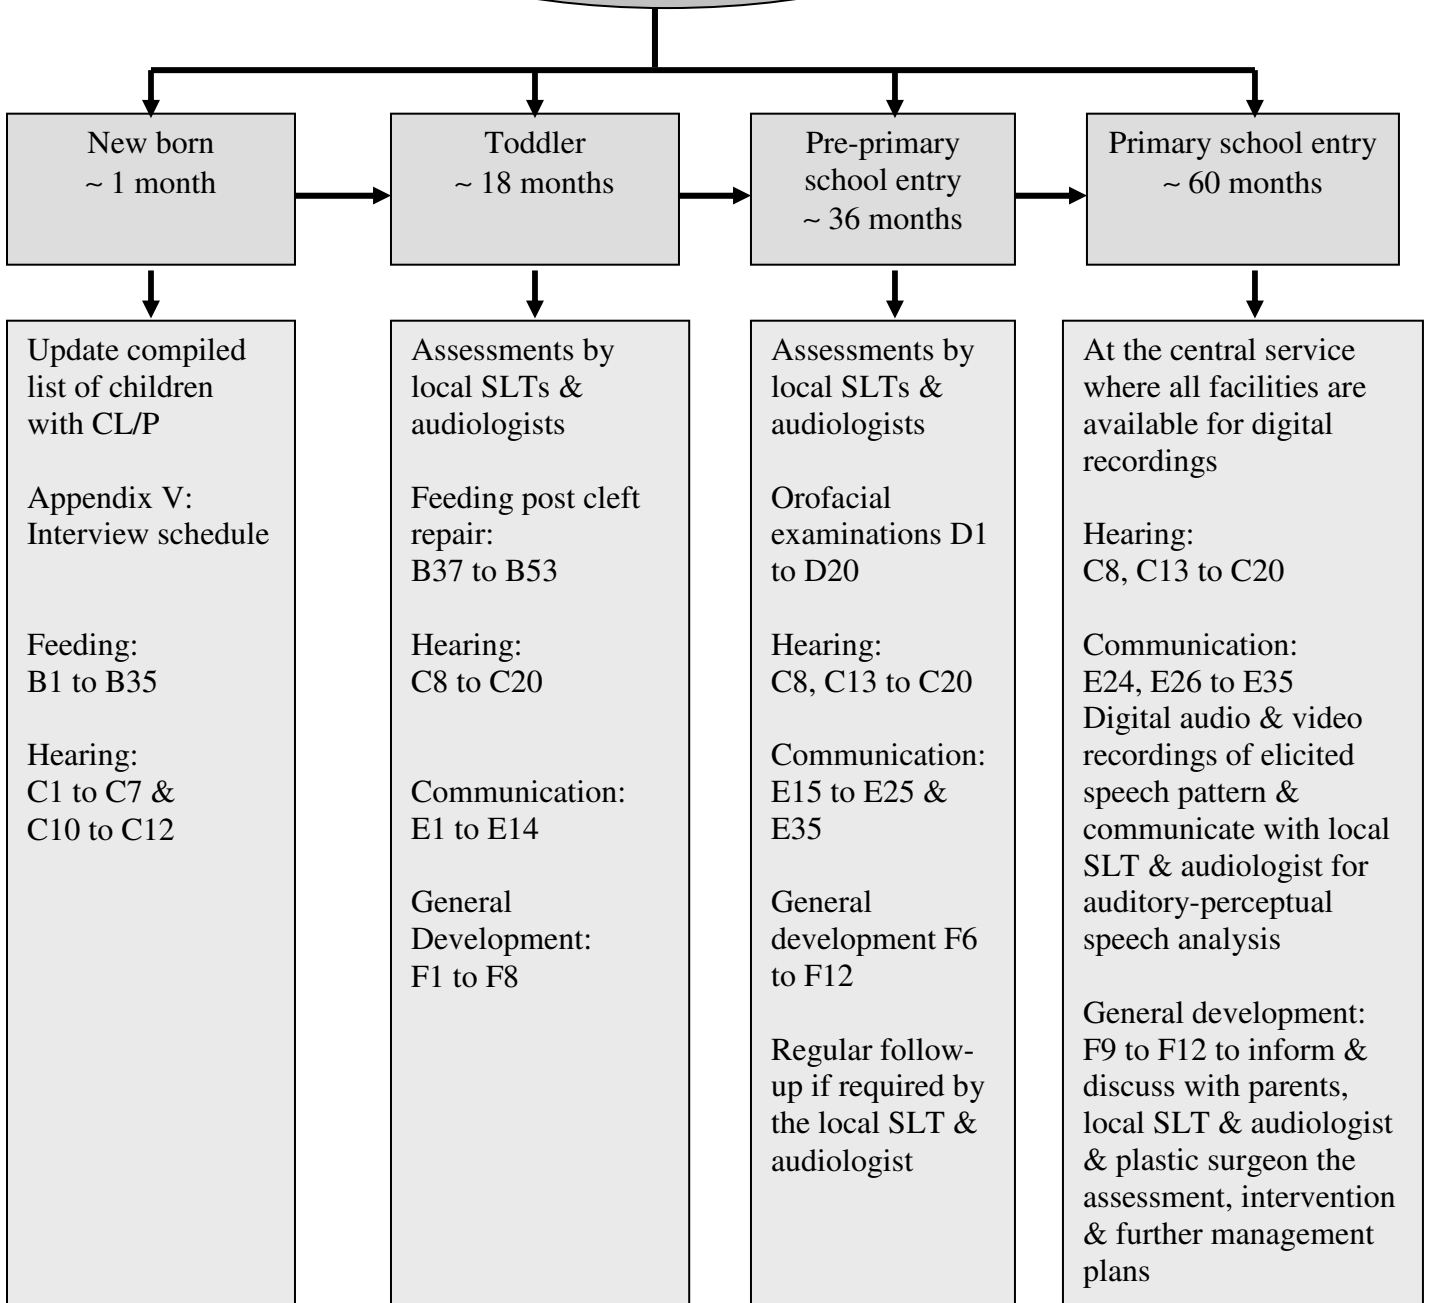 New born
~ 1 month
Toddler
~ 18 months
Pre-primary
school entry
~ 36 months
Primary school entry
~ 60 months
Update compiled
list of children
with CL/P
Appendix V:
Interview schedule
Feeding:
B1 to B35
Hearing:
C1 to C7 &
C10 to C12
Assessments by
local SLTs &
audiologists
Feeding post cleft
repair:
B37 to B53
Hearing:
C8 to C20
Communication:
E1 to E14
General
Development:
F1 to F8
Assessments by
local SLTs &
audiologists
Orofacial
examinations D1
to D20
Hearing:
C8, C13 to C20
Communication:
E15 to E25 &
E35
General
development F6
to F12
Regular follow-
up if required by
the local SLT &
audiologist
At the central service
where all facilities are
available for digital
recordings
Hearing:
C8, C13 to C20
Communication:
E24, E26 to E35
Digital audio & video
recordings of elicited
speech pattern &
communicate with local
SLT & audiologist for
auditory-perceptual
speech analysis
General development:
F9 to F12 to inform &
discuss with parents,
local SLT & audiologist
& plastic surgeon the
assessment, intervention
& further management
plans